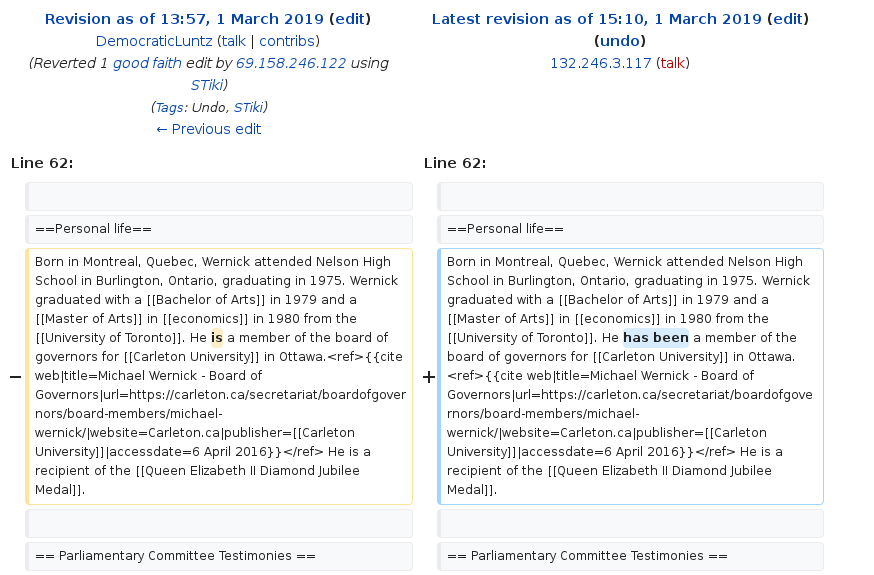 Revision as of 13:57, 1 March 2019 (edit)
DemocraticLuntz (talk | contribs)
(Reverted 1 good faith edit by 69.158.246.122 using
STiki)
(Tags: Undo, STiki)
← Previous edit
Latest revision as of 15:10, 1 March 2019 (edit)
(undo)
132.246.3.117 (talk)
Line 62:
==Personal life==
− Born in Montreal, Quebec, Wernick attended Nelson High
School in Burlington, Ontario, graduating in 1975. Wernick
graduated with a [[Bachelor of Arts]] in 1979 and a
[[Master of Arts]] in [[economics]] in 1980 from the
[[University of Toronto]]. He is a member of the board of
governors for [[Carleton University]] in Ottawa.<ref>{{cite
web|title=Michael Wernick - Board of
Governors|url=https://carleton.ca/secretariat/boardofgover
nors/board-members/michael-
wernick/|website=Carleton.ca|publisher=[[Carleton
University]]|accessdate=6 April 2016}}</ref> He is a
recipient of the [[Queen Elizabeth II Diamond Jubilee
Medal]].
== Parliamentary Committee Testimonies ==
Line 62:
==Personal life==
+ Born in Montreal, Quebec, Wernick attended Nelson High
School in Burlington, Ontario, graduating in 1975. Wernick
graduated with a [[Bachelor of Arts]] in 1979 and a
[[Master of Arts]] in [[economics]] in 1980 from the
[[University of Toronto]]. He has been a member of the
board of governors for [[Carleton University]] in Ottawa.
<ref>{{cite web|title=Michael Wernick - Board of
Governors|url=https://carleton.ca/secretariat/boardofgove
rnors/board-members/michael-
wernick/|website=Carleton.ca|publisher=[[Carleton
University]]|accessdate=6 April 2016}}</ref> He is a
recipient of the [[Queen Elizabeth II Diamond Jubilee
Medal]].
== Parliamentary Committee Testimonies ==